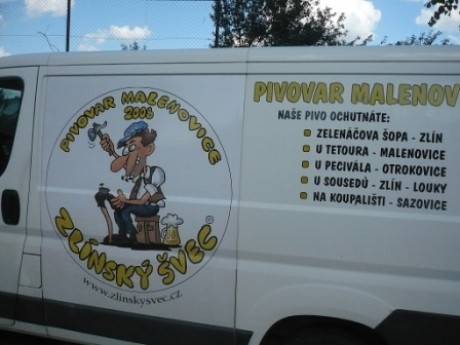 PIVOVAR MALENOVICE
2008
ZLÍNSKÝ ŠVEC
www.zlinskysvec.cz
PIVOVAR MALENOV
NAŠE PIVO OCHUTNÁTE:
ZELENÁČOVA ŠOPA - ZLÍN
U TETOURA - MALENOVICE
U PECIVÁLA - OTROKOVICE
U SOUSEDŮ - ZLÍN - LOUKY
NA KOUPALIŠTI - SAZOVICE